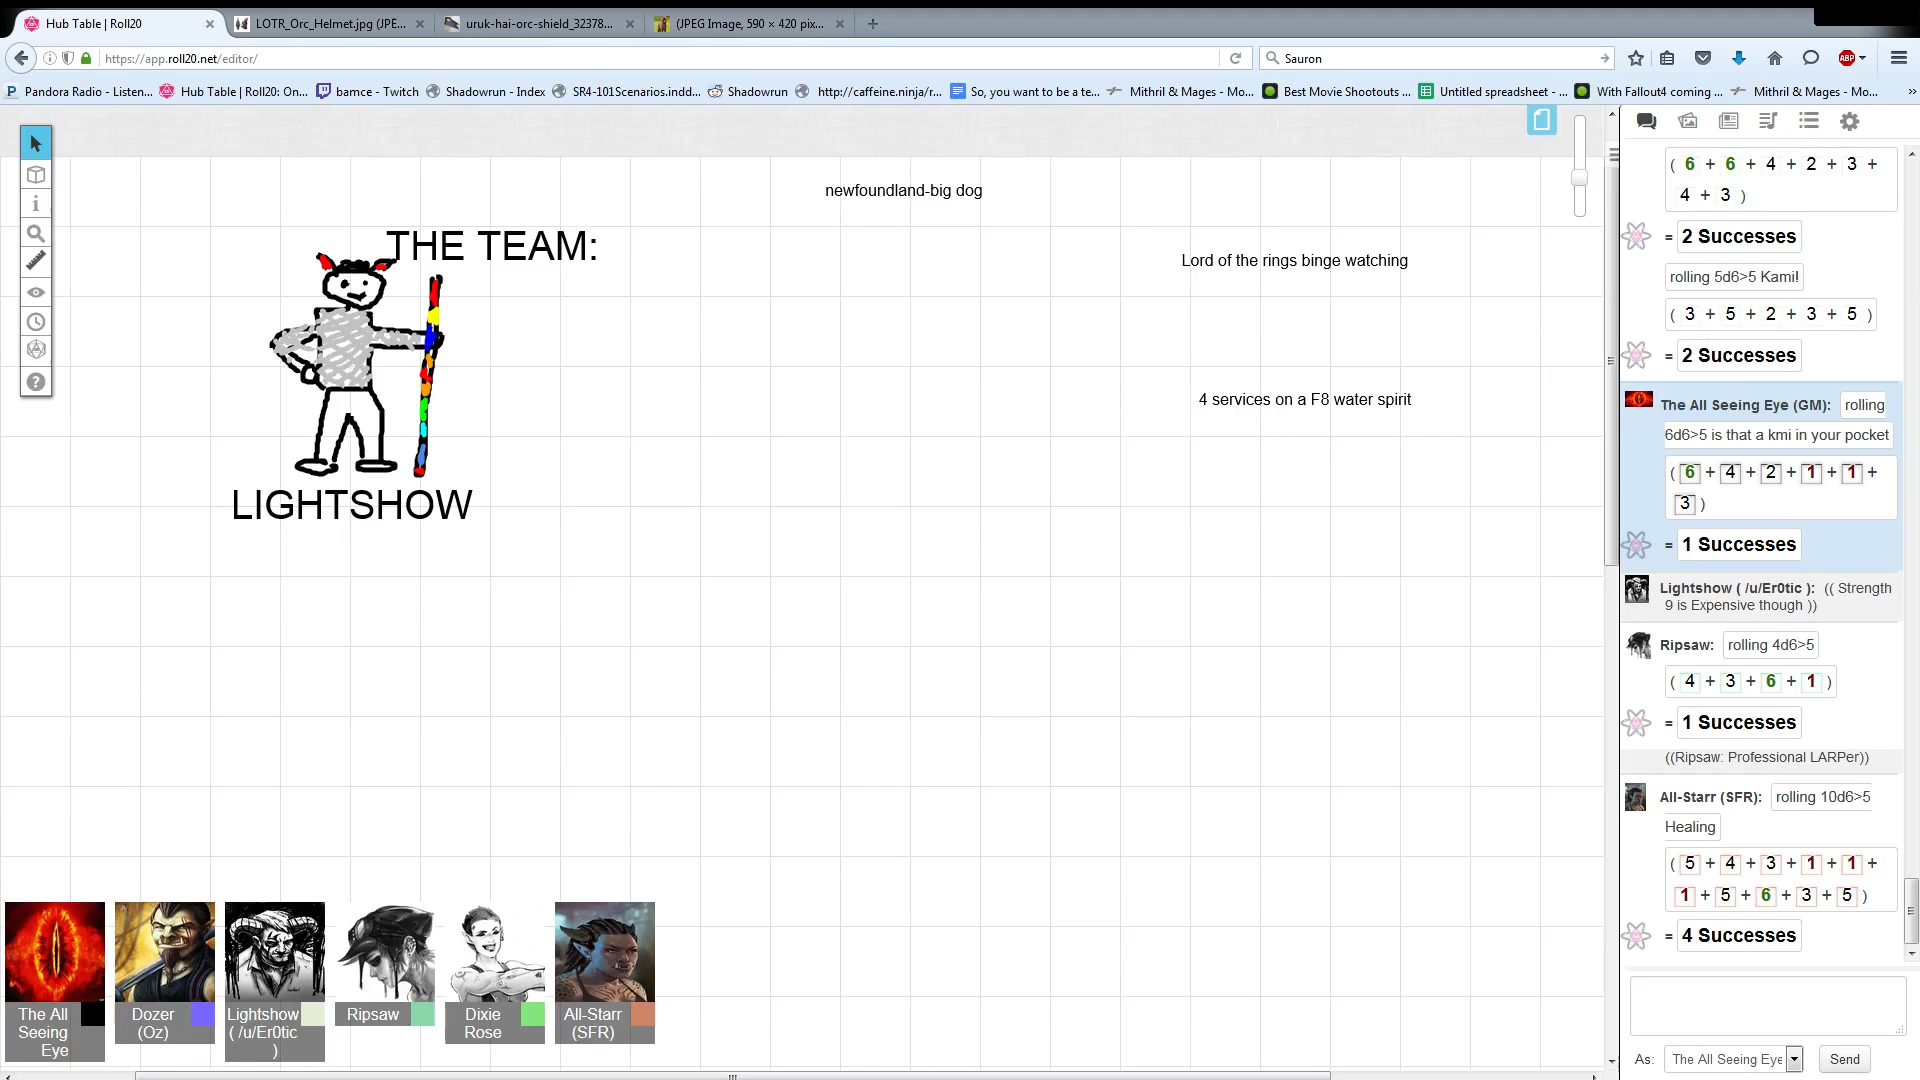 Hub Table | Roll20
LOTR_Orc_Helmet.jpg (JPE...
uruk-hai-orc-shield_32378...
(JPEG Image, 590 × 420 pix...
https://app.roll20.net/editor/
Sauron
ABP
Pandora Radio - Listen...
Hub Table | Roll20: On...
bamce - Twitch
Shadowrun - Index
SR4-101Scenarios.indd...
Shadowrun
http://caffeine.ninja/r...
So, you want to be a te...
Mithril & Mages - Mo...
Best Movie Shootouts ...
Untitled spreadsheet - ...
With Fallout4 coming ...
Mithril & Mages - Mo...
newfoundland-big dog
THE TEAM:
Lord of the rings binge watching
4 services on a F8 water spirit
LIGHTSHOW
The All
Seeing
Eye
Dozer
(Oz)
Lightshow
( /u/Er0tic
)
Ripsaw
Dixie
Rose
All-Starr
(SFR)
( 6 + 6 + 4 + 2 + 3 +
4 + 3 )
= 2 Successes
rolling 5d6>5 Kami!
( 3 + 5 + 2 + 3 + 5 )
= 2 Successes
The All Seeing Eye (GM): rolling
6d6>5 is that a kmi in your pocket
( 6 + 4 + 2 + 1 + 1 +
3 )
= 1 Successes
Lightshow ( /u/Er0tic ): (( Strength
9 is Expensive though ))
Ripsaw: rolling 4d6>5
( 4 + 3 + 6 + 1 )
= 1 Successes
((Ripsaw: Professional LARPer))
All-Starr (SFR): rolling 10d6>5
Healing
( 5 + 4 + 3 + 1 + 1 +
1 + 5 + 6 + 3 + 5 )
= 4 Successes
As: The All Seeing Eye
Send